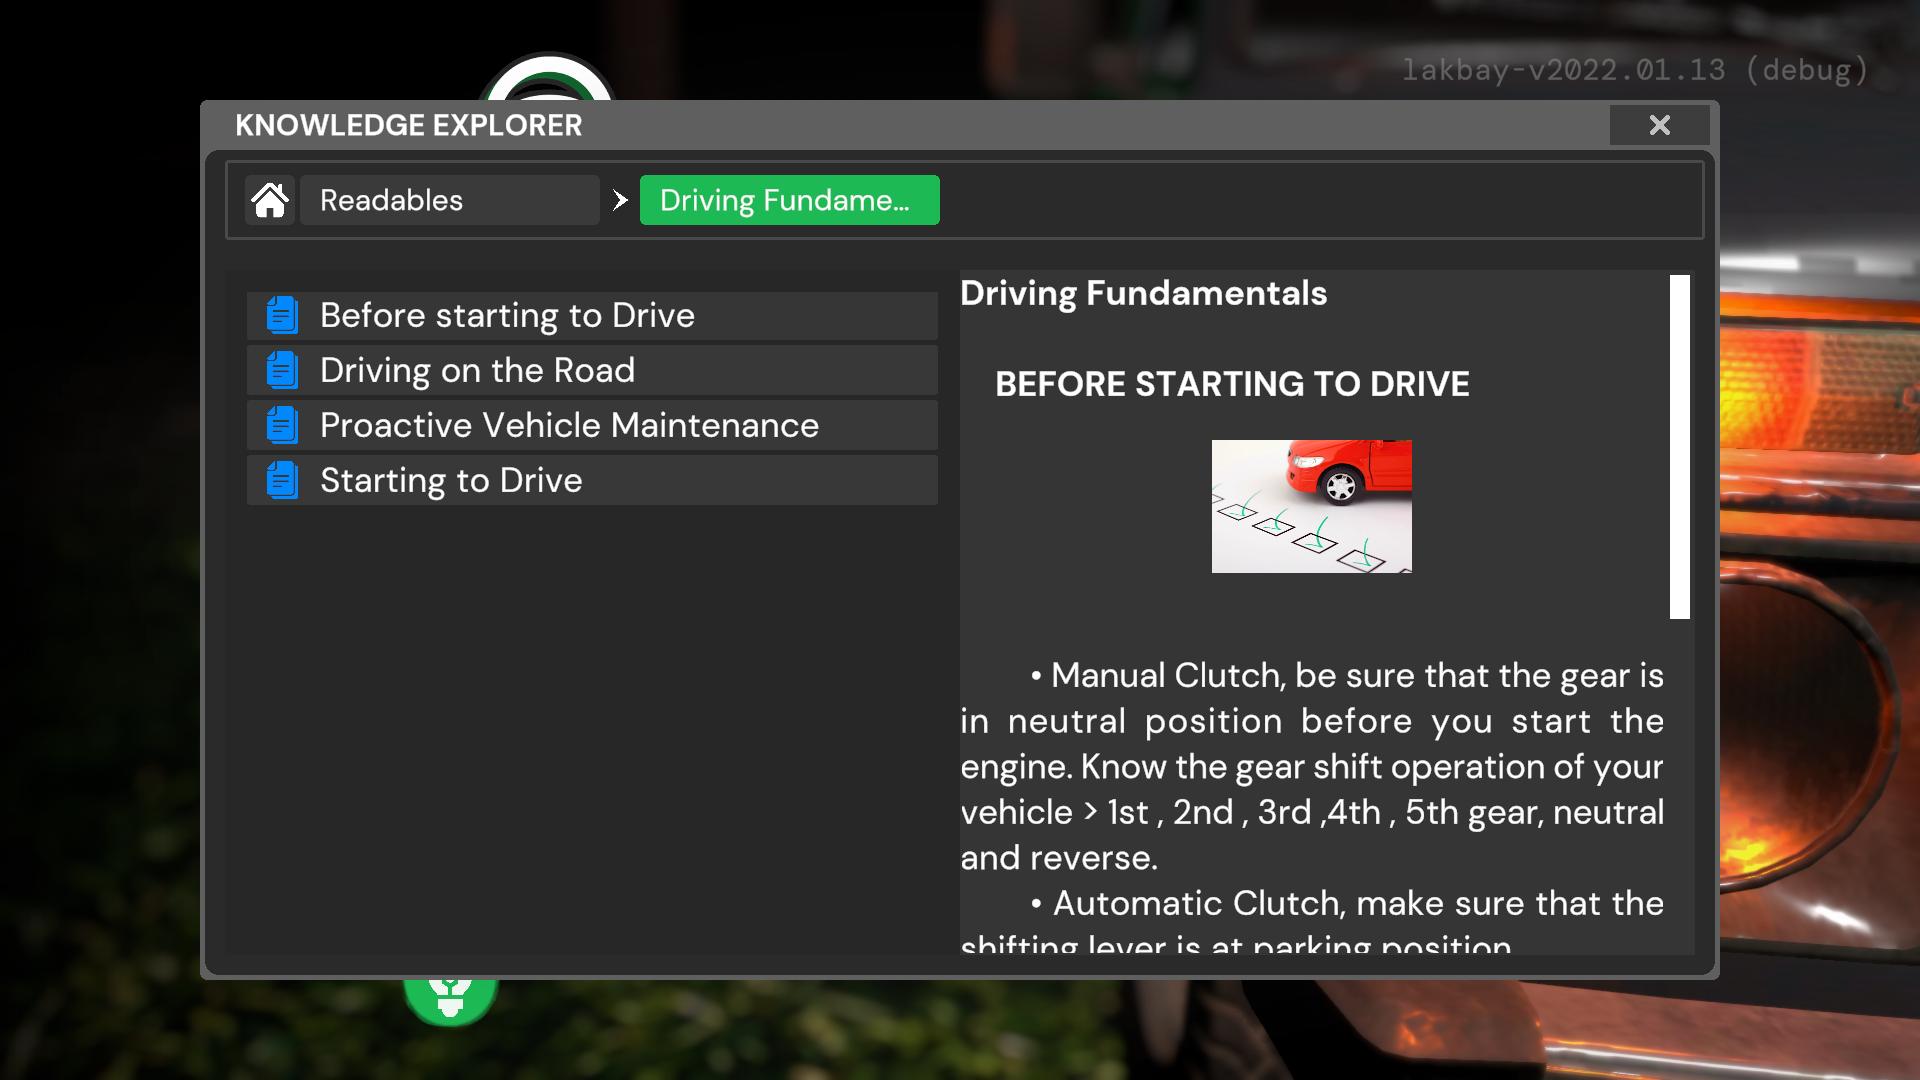 lakbay-v2022.01.13 (debug)
KNOWLEDGE EXPLORER
Readables
Driving Fundame...
Before starting to Drive
Driving on the Road
Proactive Vehicle Maintenance
Starting to Drive
Driving Fundamentals
BEFORE STARTING TO DRIVE
• Manual Clutch, be sure that the gear is
in neutral position before you start the
engine. Know the gear shift operation of your
vehicle > 1st , 2nd , 3rd ,4th , 5th gear, neutral
and reverse.
• Automatic Clutch, make sure that the
shifting lever is at parking position